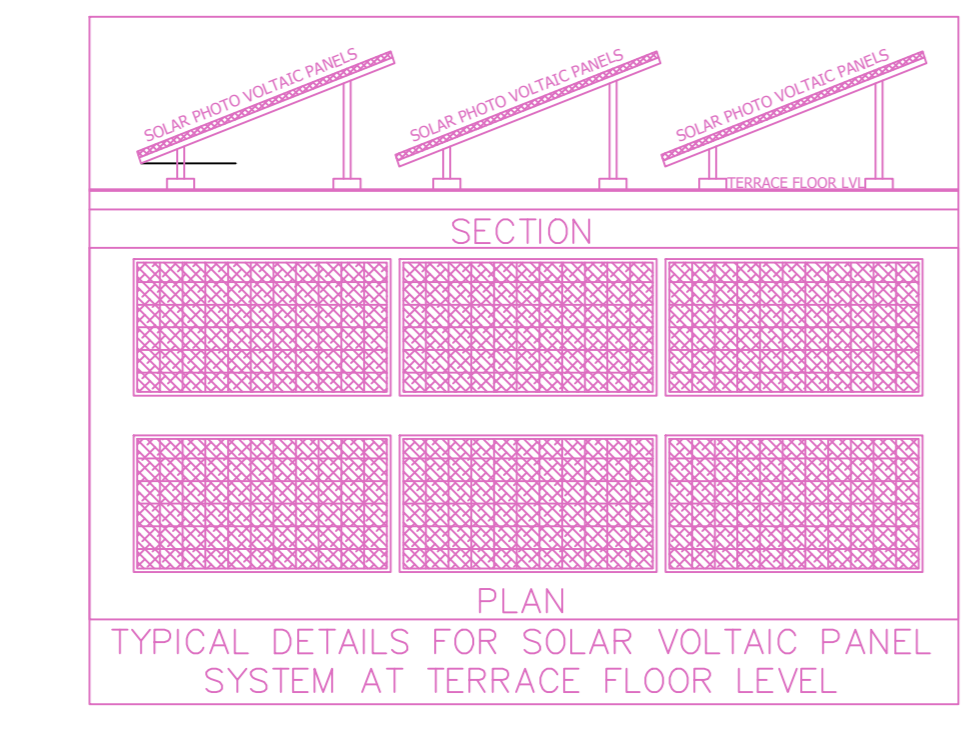 SOLAR PHOTO VOLTAIC PANELS
SOLAR PHOTO VOLTAIC PANELS
SOLAR PHOTO VOLTAIC PANELS
TERRACE FLOOR LVL
SECTION
PLAN
TYPICAL DETAILS FOR SOLAR VOLTAIC PANEL
SYSTEM AT TERRACE FLOOR LEVEL